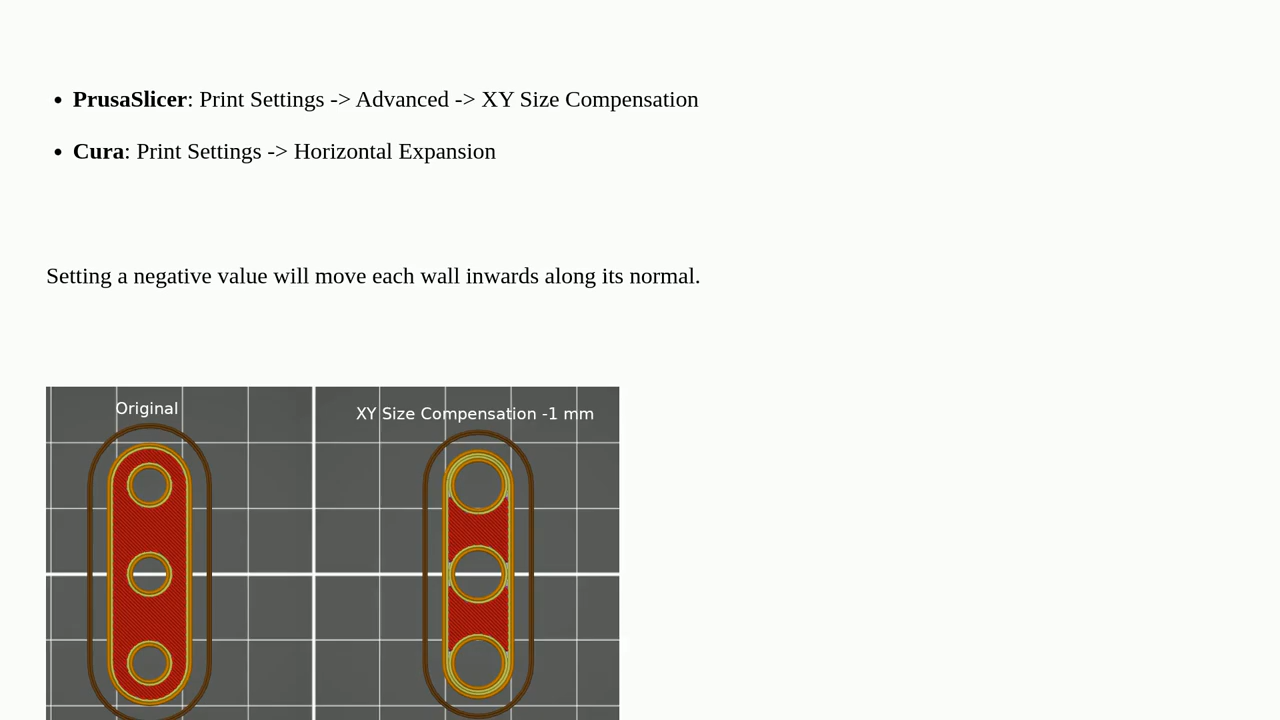 PrusaSlicer: Print Settings -> Advanced -> XY Size Compensation
Cura: Print Settings -> Horizontal Expansion
Setting a negative value will move each wall inwards along its normal.
Original
XY Size Compensation -1 mm